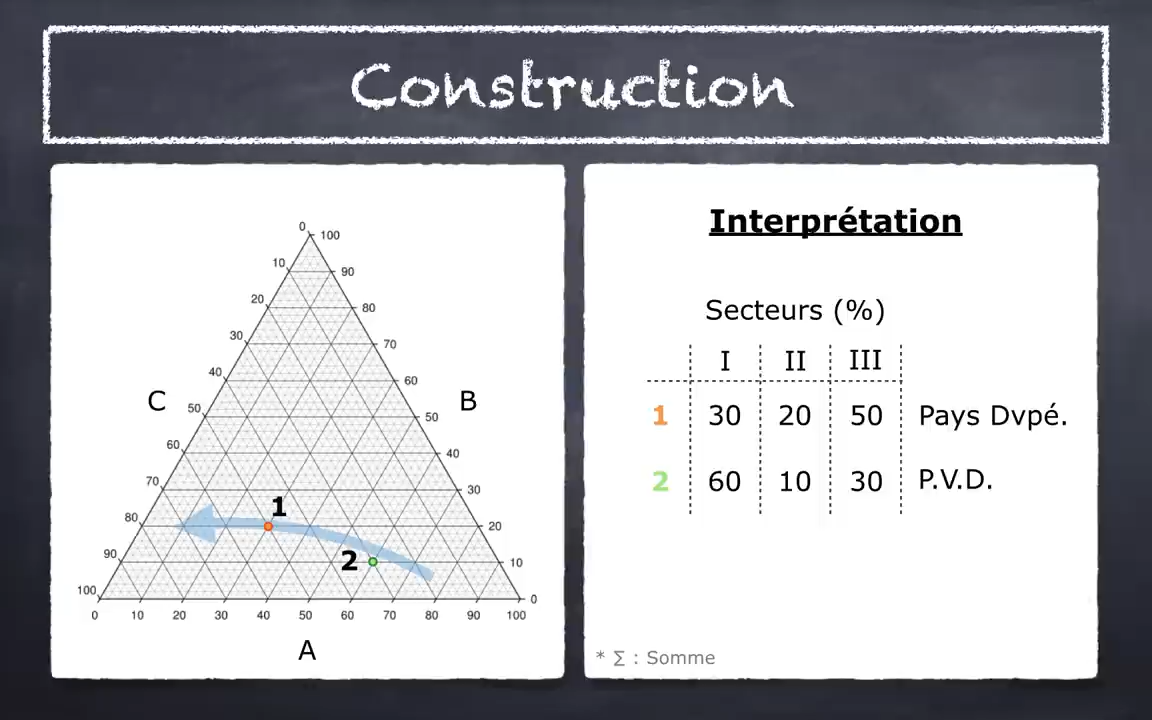 Construction
0 100
10 90
20 80
30 70
40 60
C B
50 50
60 40
70 30
1
80 20
2
90 10
100 0
0 10 20 30 40 50 60 70 80 90 100
A
Interprétation
Secteurs (%)
I II III
1 30 20 50 Pays Dvpé.
2 60 10 30 P.V.D.
* ∑ : Somme